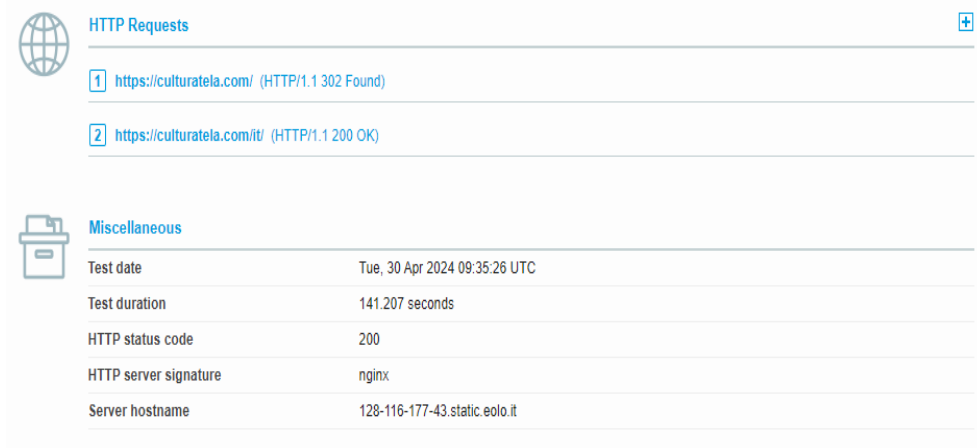 HTTP Requests
1 https://culturatela.com/ (HTTP/1.1 302 Found)
2 https://culturatela.com/it/ (HTTP/1.1 200 OK)
Miscellaneous
Test date Tue, 30 Apr 2024 09:35:26 UTC
Test duration 141.207 seconds
HTTP status code 200
HTTP server signature nginx
Server hostname 128-116-177-43.static.eolo.it